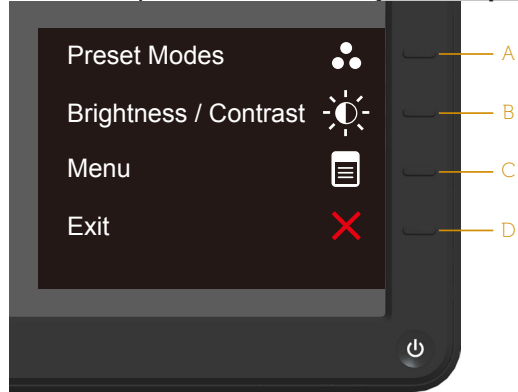 Preset Modes
A
Brightness / Contrast
B
Menu
C
Exit
D